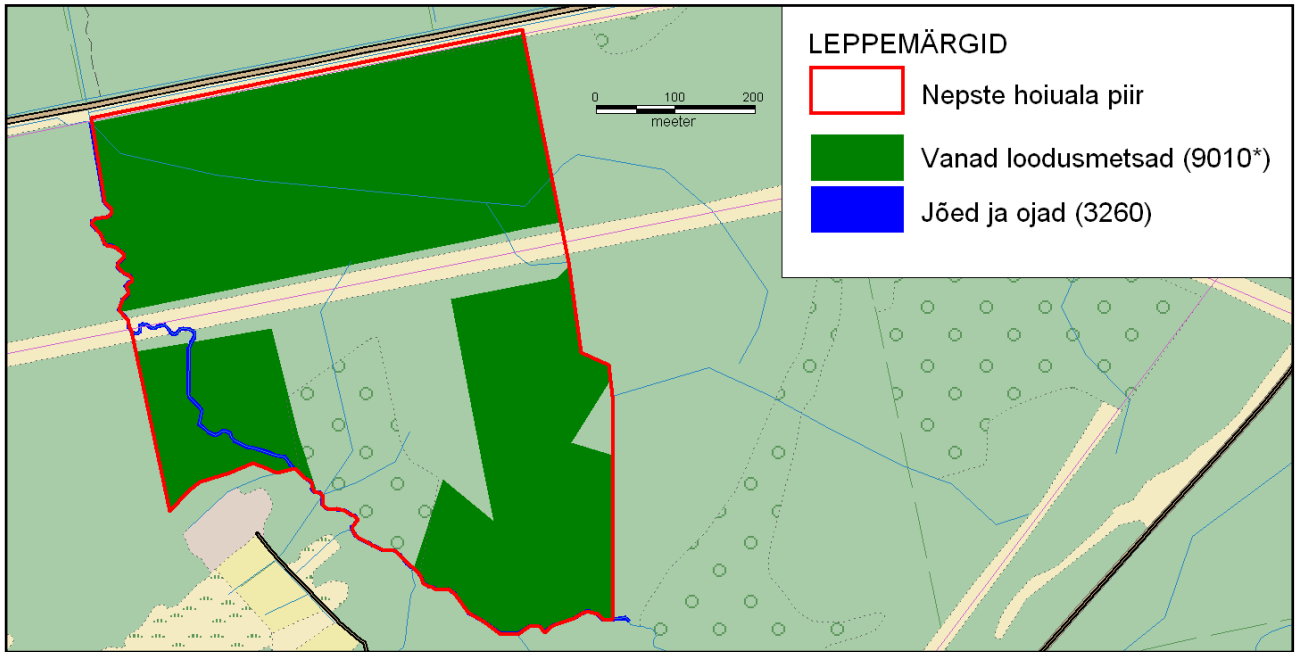 LEPPEMÄRGID
Nepste hoiuala piir
0 100 200
meeter
Vanad loodusmetsad (9010*)
Jõed ja ojad (3260)